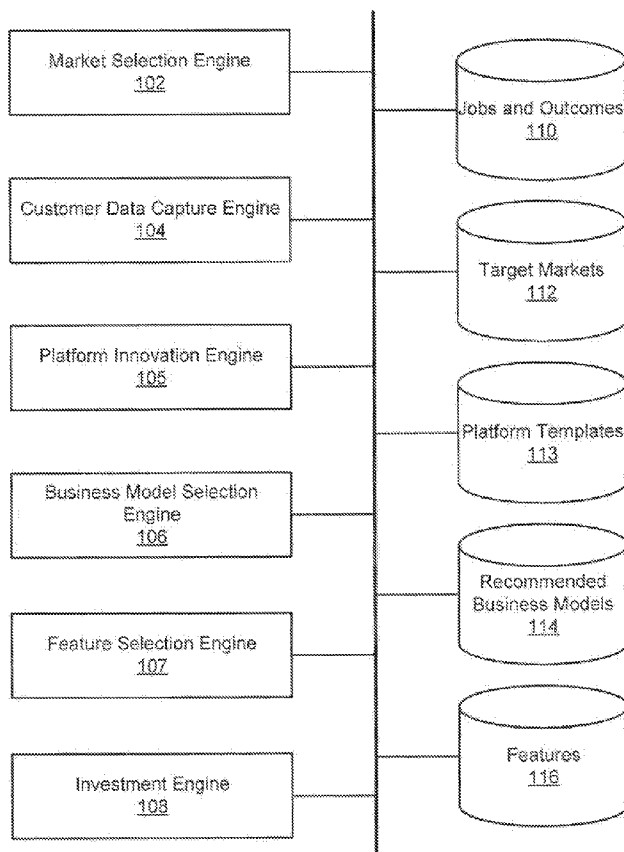 Market Selection Engine
102
Customer Data Capture Engine
104
Platform Innovation Engine
105
Business Model Selection
Engine
106
Feature Selection Engine
107
Investment Engine
108
Jobs and Outcomes
110
Target Markets
112
Platform Templates
113
Recommended
Business Models
114
Features
116